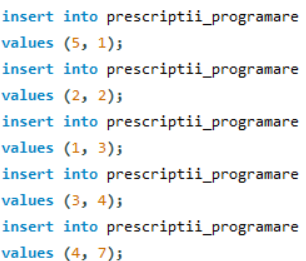 insert into prescriptii_programare
values (5, 1);
insert into prescriptii_programare
values (2, 2);
insert into prescriptii_programare
values (1, 3);
insert into prescriptii_programare
values (3, 4);
insert into prescriptii_programare
values (4, 7);